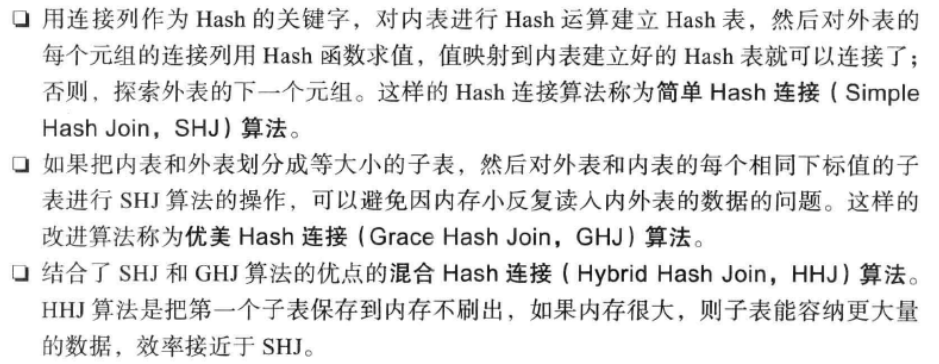 ❏ 用连接列作为 Hash 的关键字，对内表进行 Hash 运算建立 Hash 表，然后对外表的
每个元组的连接列用 Hash 函数求值，值映射到内表建立好的 Hash 表就可以连接了；
否则，探索外表的下一个元组。这样的 Hash 连接算法称为简单 Hash 连接（Simple
Hash Join，SHJ）算法。
❏ 如果把内表和外表划分成等大小的子表，然后对外表和内表的每个相同下标值的子
表进行 SHJ 算法的操作，可以避免因内存小反复读入内外表的数据的问题。这样的
改进算法称为优美 Hash 连接（Grace Hash Join，GHJ）算法。
❏ 结合了 SHJ 和 GHJ 算法的优点的混合 Hash 连接（Hybrid Hash Join，HHJ）算法。
HHJ 算法是把第一个子表保存到内存不刷出，如果内存很大，则子表能容纳更大量
的数据，效率接近于 SHJ。